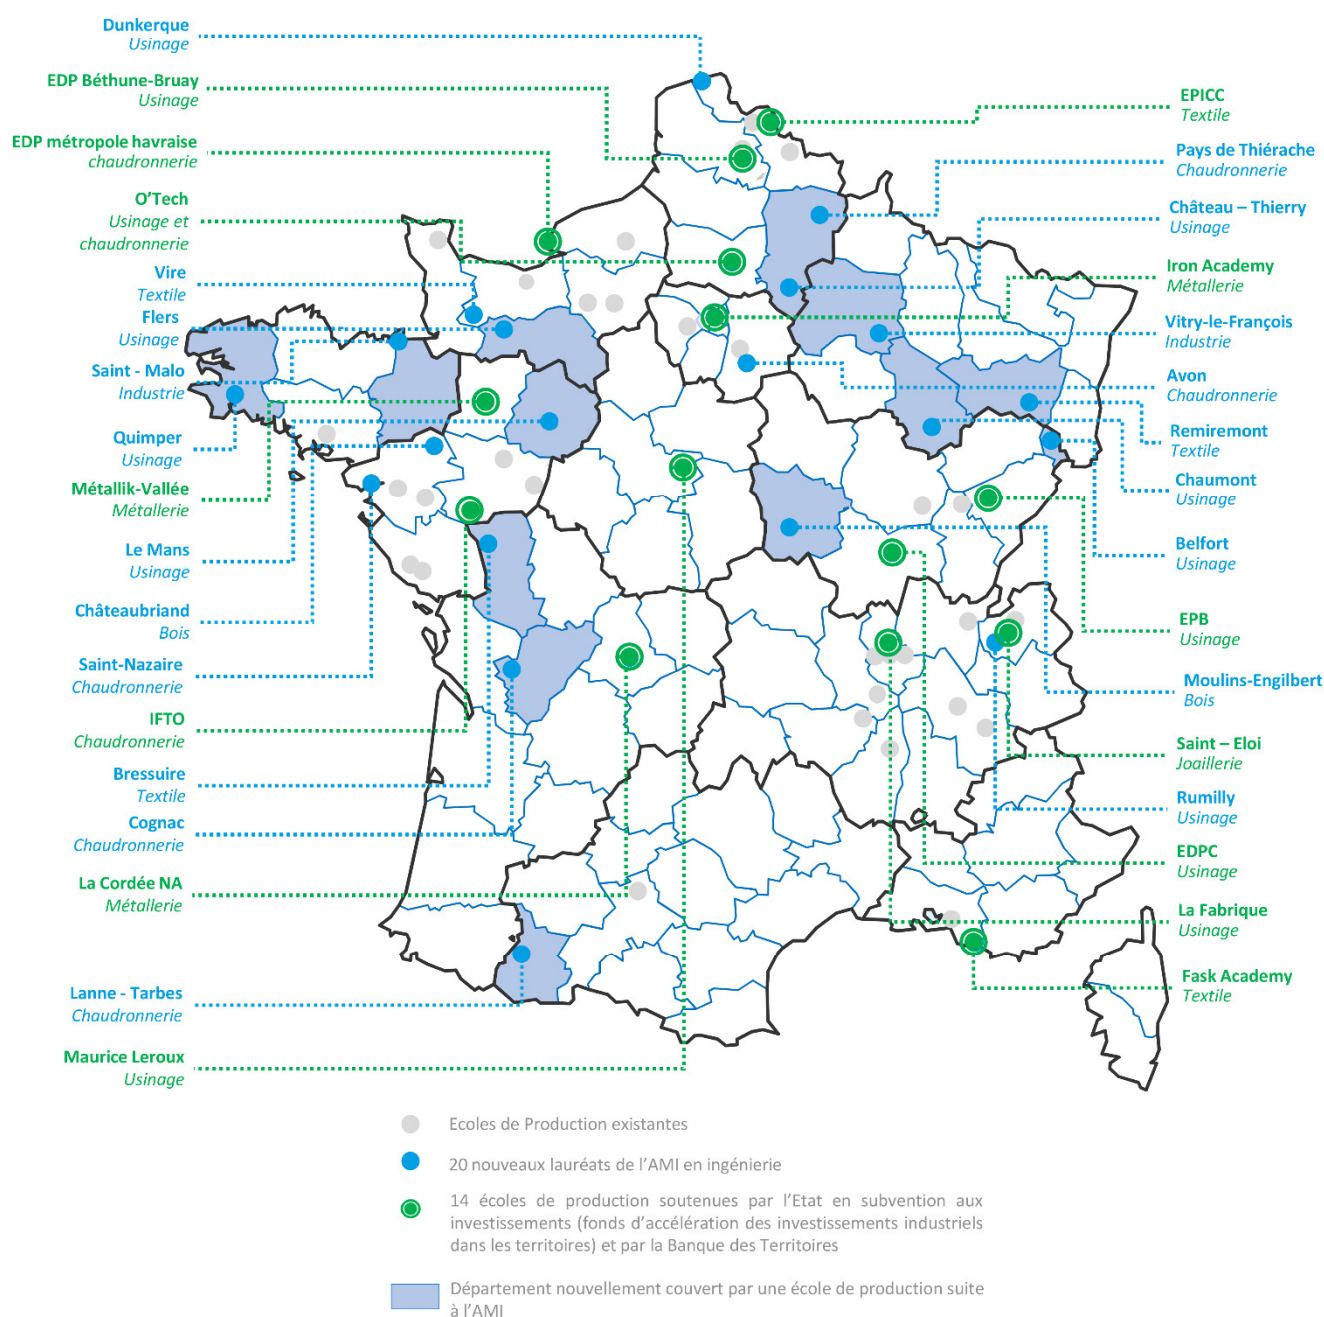 Dunkerque
Usinage
EDP Béthune-Bruay
Usinage
EDP métropole havraise
chaudronnerie
O'Tech
Usinage et
chaudronnerie
Vire
Textile
Flers
Usinage
Saint - Malo
Industrie
Quimper
Usinage
Métallik-Vallée
Métallerie
Le Mans
Usinage
Châteaubriand
Bois
Saint-Nazaire
Chaudronnerie
IFTO
Chaudronnerie
Bressuire
Textile
Cognac
Chaudronnerie
La Cordée NA
Métallerie
Lanne - Tarbes
Chaudronnerie
Maurice Leroux
Usinage
EPICC
Textile
Pays de Thiérache
Chaudronnerie
Château – Thierry
Usinage
Iron Academy
Métallerie
Vitry-le-François
Industrie
Avon
Chaudronnerie
Remiremont
Textile
Chaumont
Usinage
Belfort
Usinage
EPB
Usinage
Moulins-Engilbert
Bois
Saint – Eloi
Joaillerie
Rumilly
Usinage
EDPC
Usinage
La Fabrique
Usinage
Fask Academy
Textile
Ecoles de Production existantes
20 nouveaux lauréats de l'AMI en ingénierie
14 écoles de production soutenues par l'Etat en subvention aux
investissements (fonds d'accélération des investissements industriels
dans les territoires) et par la Banque des Territoires
Département nouvellement couvert par une école de production suite
à l'AMI